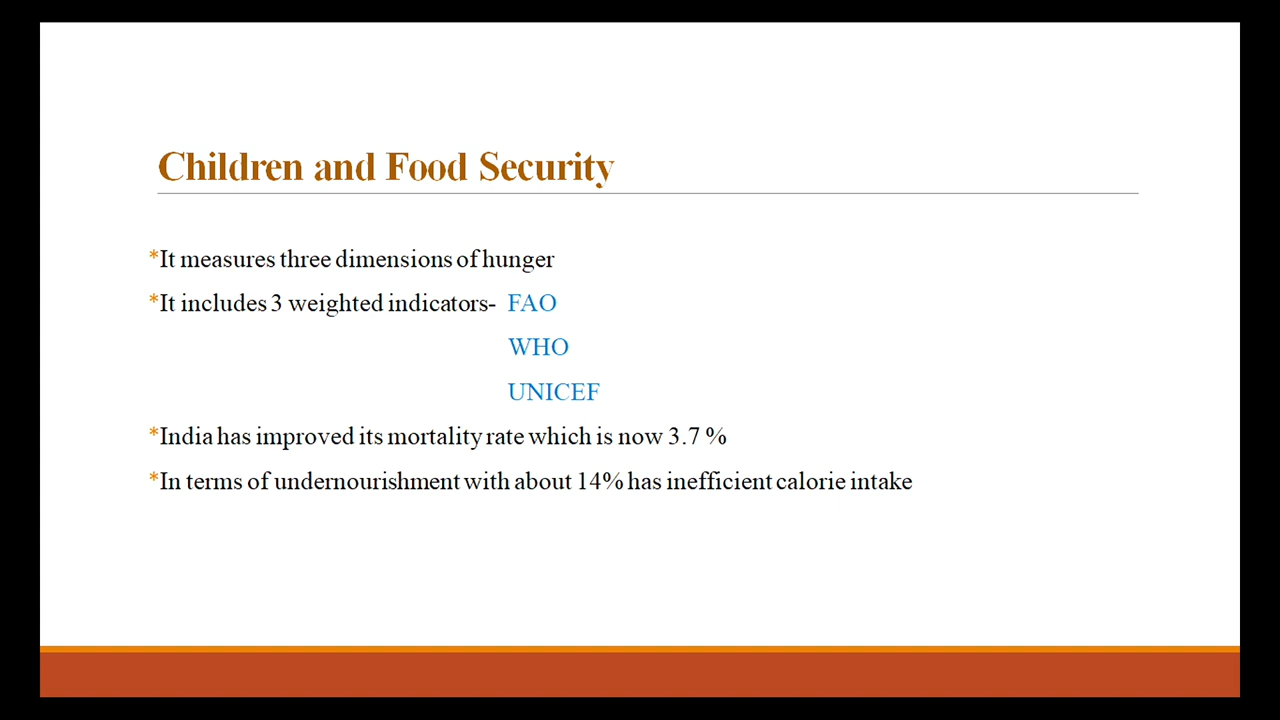 Children and Food Security
*It measures three dimensions of hunger
*It includes 3 weighted indicators- FAO
WHO
UNICEF
*India has improved its mortality rate which is now 3.7 %
*In terms of undernourishment with about 14% has inefficient calorie intake